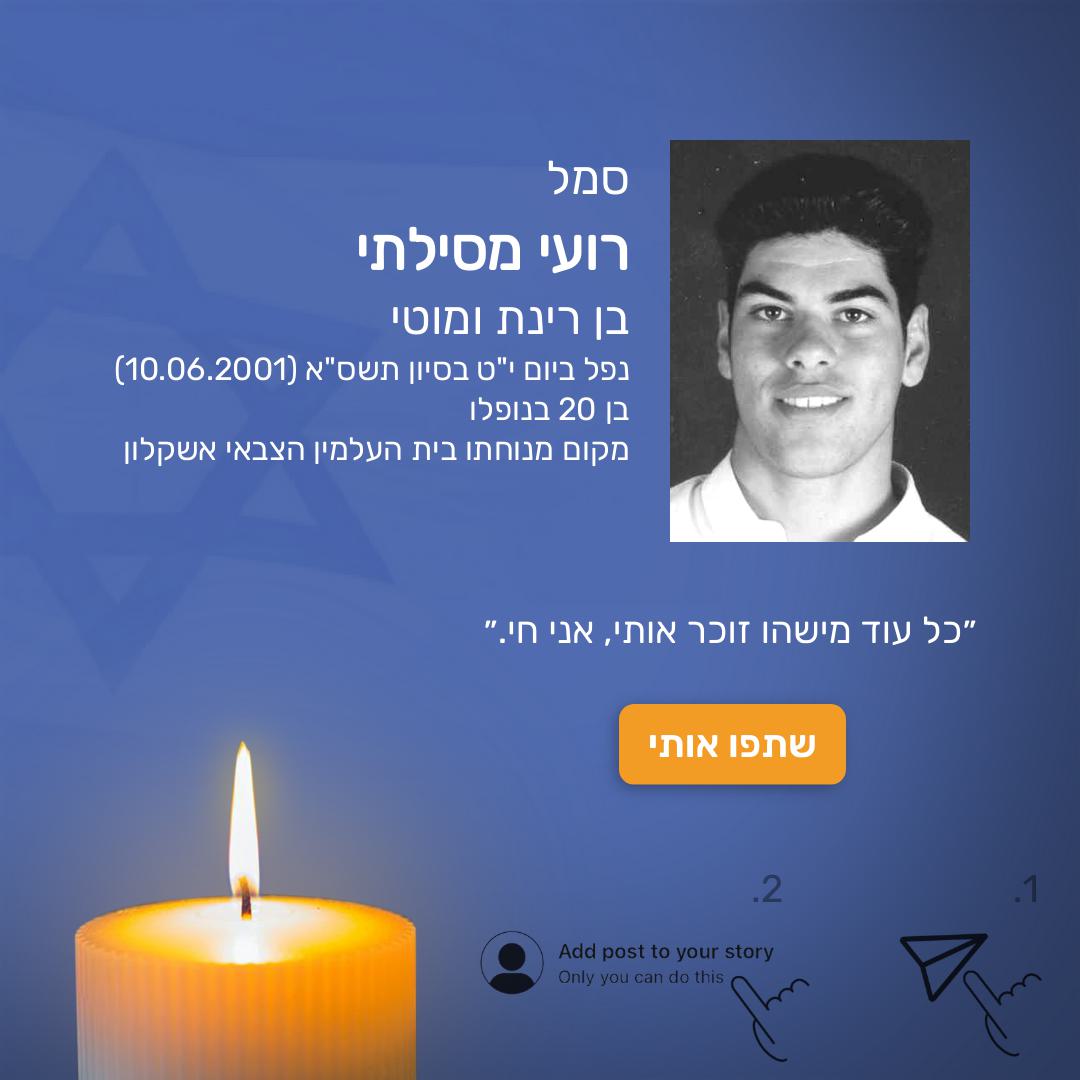 סמל
רועי מסילתי
בן רינת ומוטי
נפל ביום י"ט בסיון תשס"א (10.06.2001)
בן 20 בנופלו
מקום מנוחתו בית העלמין הצבאי אשקלון
״כל עוד מישהו זוכר אותי, אני חי.״
שתפו אותי
1.
2.
Add post to your story
Only you can do this